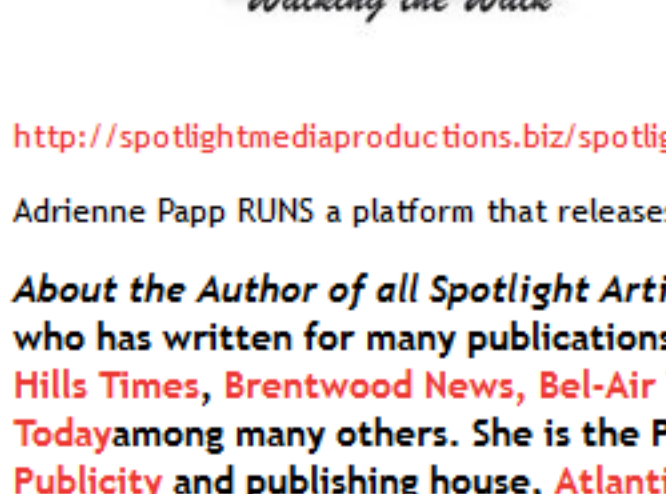 Walking the Walk
http://spotlightmediaproductions.biz/spotlig
Adrienne Papp RUNS a platform that releases
About the Author of all Spotlight Arti
who has written for many publications
Hills Times, Brentwood News, Bel-Air
Todayamong many others. She is the P
Publicity and publishing house, Atlanti